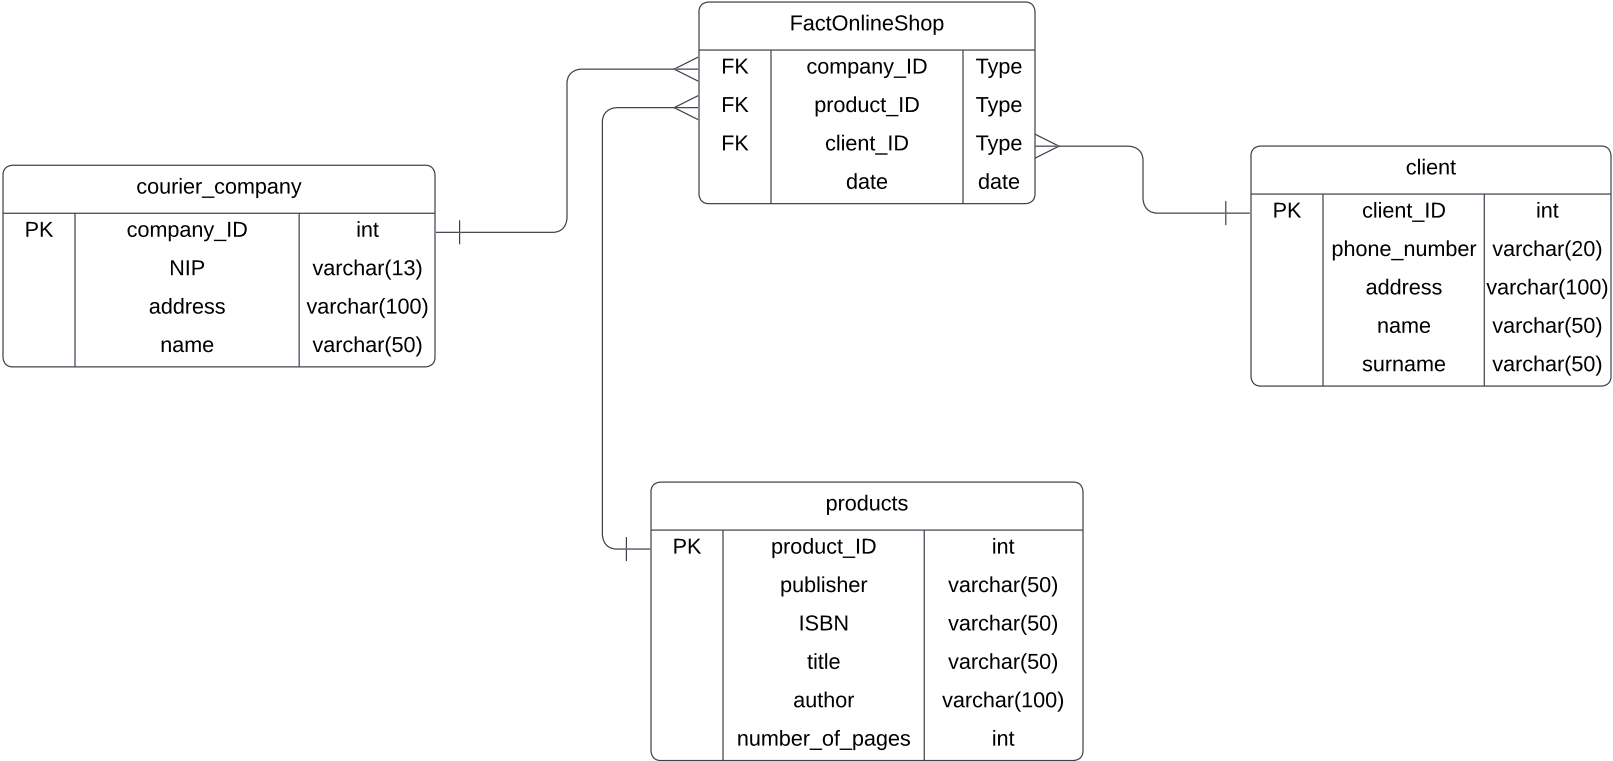 FactOnlineShop
FK company_ID Type
FK product_ID Type
FK client_ID Type
date date
courier_company
PK company_ID int
NIP varchar(13)
address varchar(100)
name varchar(50)
client
PK client_ID int
phone_number varchar(20)
address varchar(100)
name varchar(50)
surname varchar(50)
products
PK product_ID int
publisher varchar(50)
ISBN varchar(50)
title varchar(50)
author varchar(100)
number_of_pages int